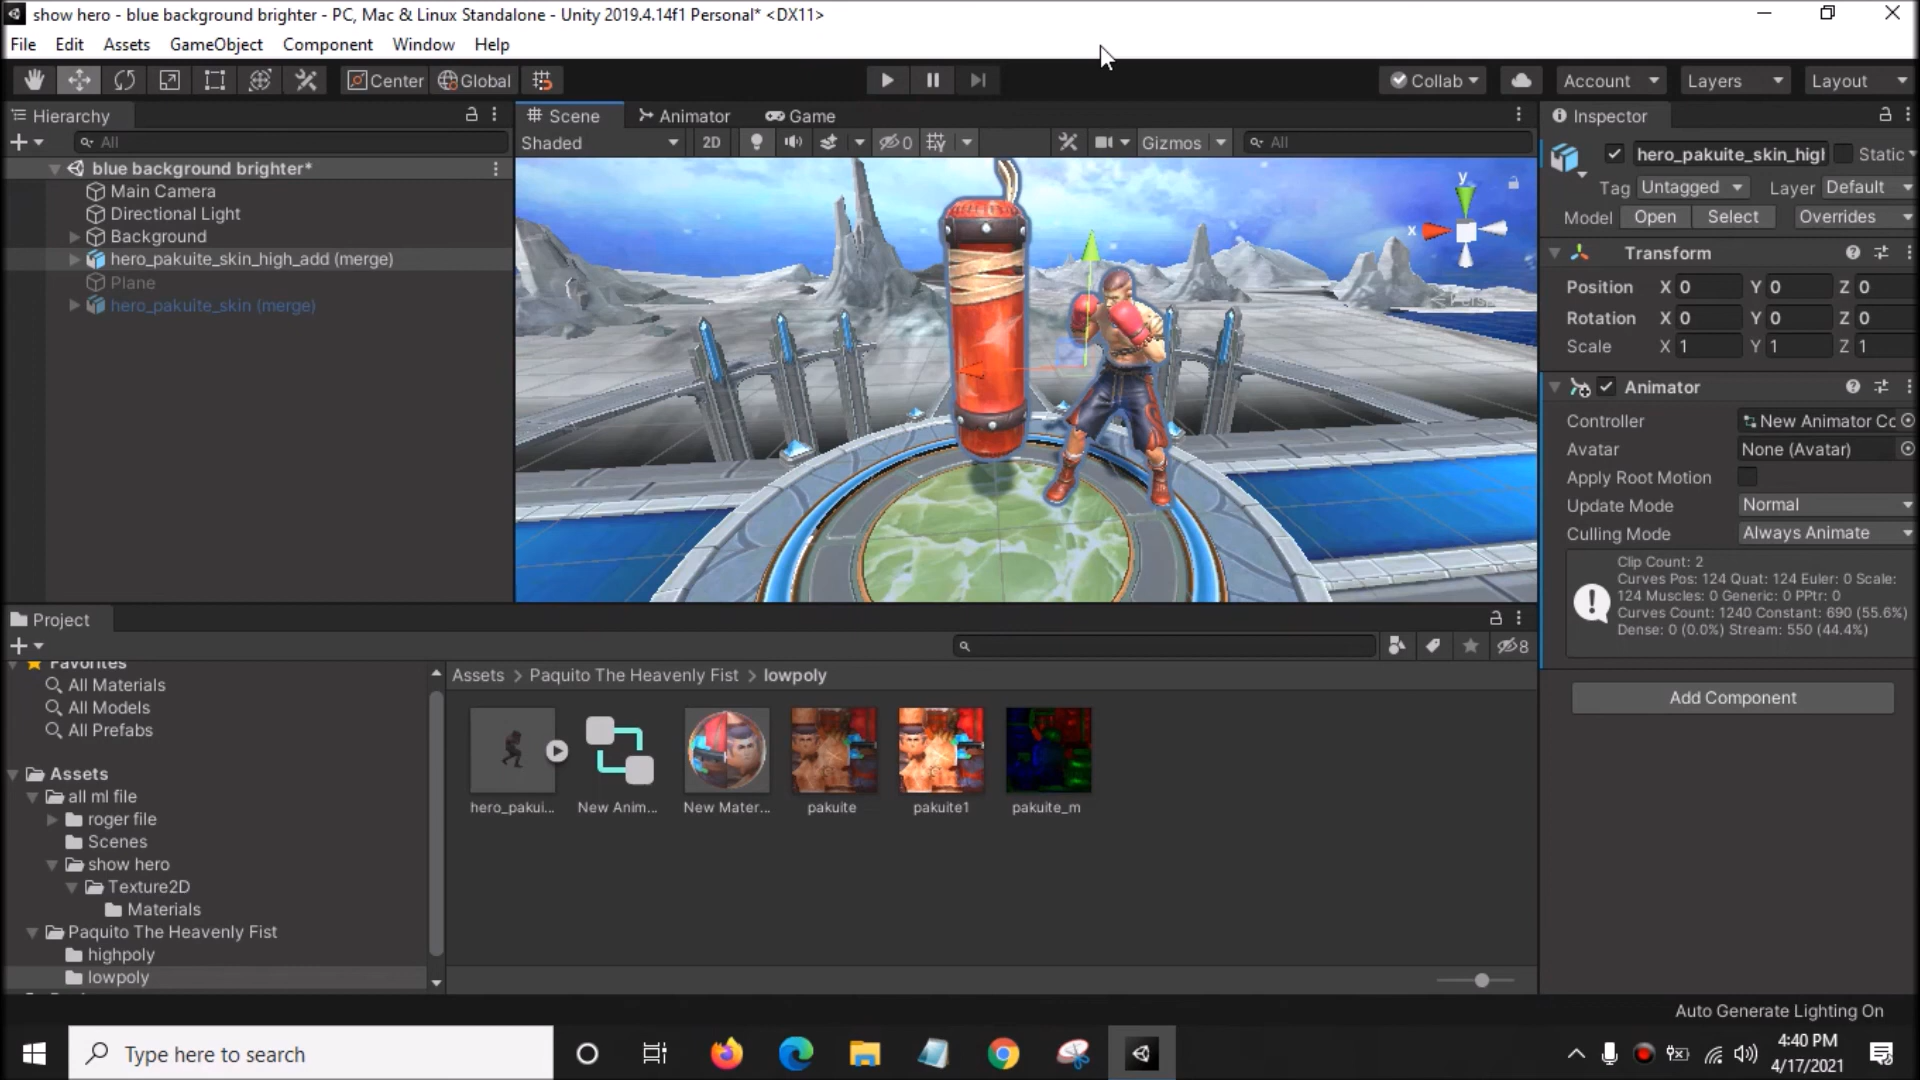 show hero - blue background brighter - PC, Mac & Linux Standalone - Unity 2019.4.14f1 Personal* <DX11>
File Edit Assets GameObject Component Window Help
Center Global Collab Account Layers Layout
Hierarchy
All
blue background brighter*
Main Camera
Directional Light
Background
hero_pakuite_skin_high_add (merge)
Plane
hero_pakuite_skin (merge)
Scene Animator Game
Shaded 2D 0 Gizmos All
y
x
Persp
Inspector
hero_pakuite_skin_higl Static
Tag Untagged Layer Default
Model Open Select Overrides
Transform
Position X 0 Y 0 Z 0
Rotation X 0 Y 0 Z 0
Scale X 1 Y 1 Z 1
Animator
Controller New Animator Cc
Avatar None (Avatar)
Apply Root Motion
Update Mode Normal
Culling Mode Always Animate
Clip Count: 2
Curves Pos: 124 Quat: 124 Euler: 0 Scale:
124 Muscles: 0 Generic: 0 PPtr: 0
Curves Count: 1240 Constant: 690 (55.6%)
Dense: 0 (0.0%) Stream: 550 (44.4%)
Add Component
Project
8
Favorites
All Materials
All Models
All Prefabs
Assets
all ml file
roger file
Scenes
show hero
Texture2D
Materials
Paquito The Heavenly Fist
highpoly
lowpoly
Assets > Paquito The Heavenly Fist > lowpoly
hero_pakui... New Anim... New Mater... pakuite pakuite1 pakuite_m
Auto Generate Lighting On
Type here to search
4:40 PM
4/17/2021